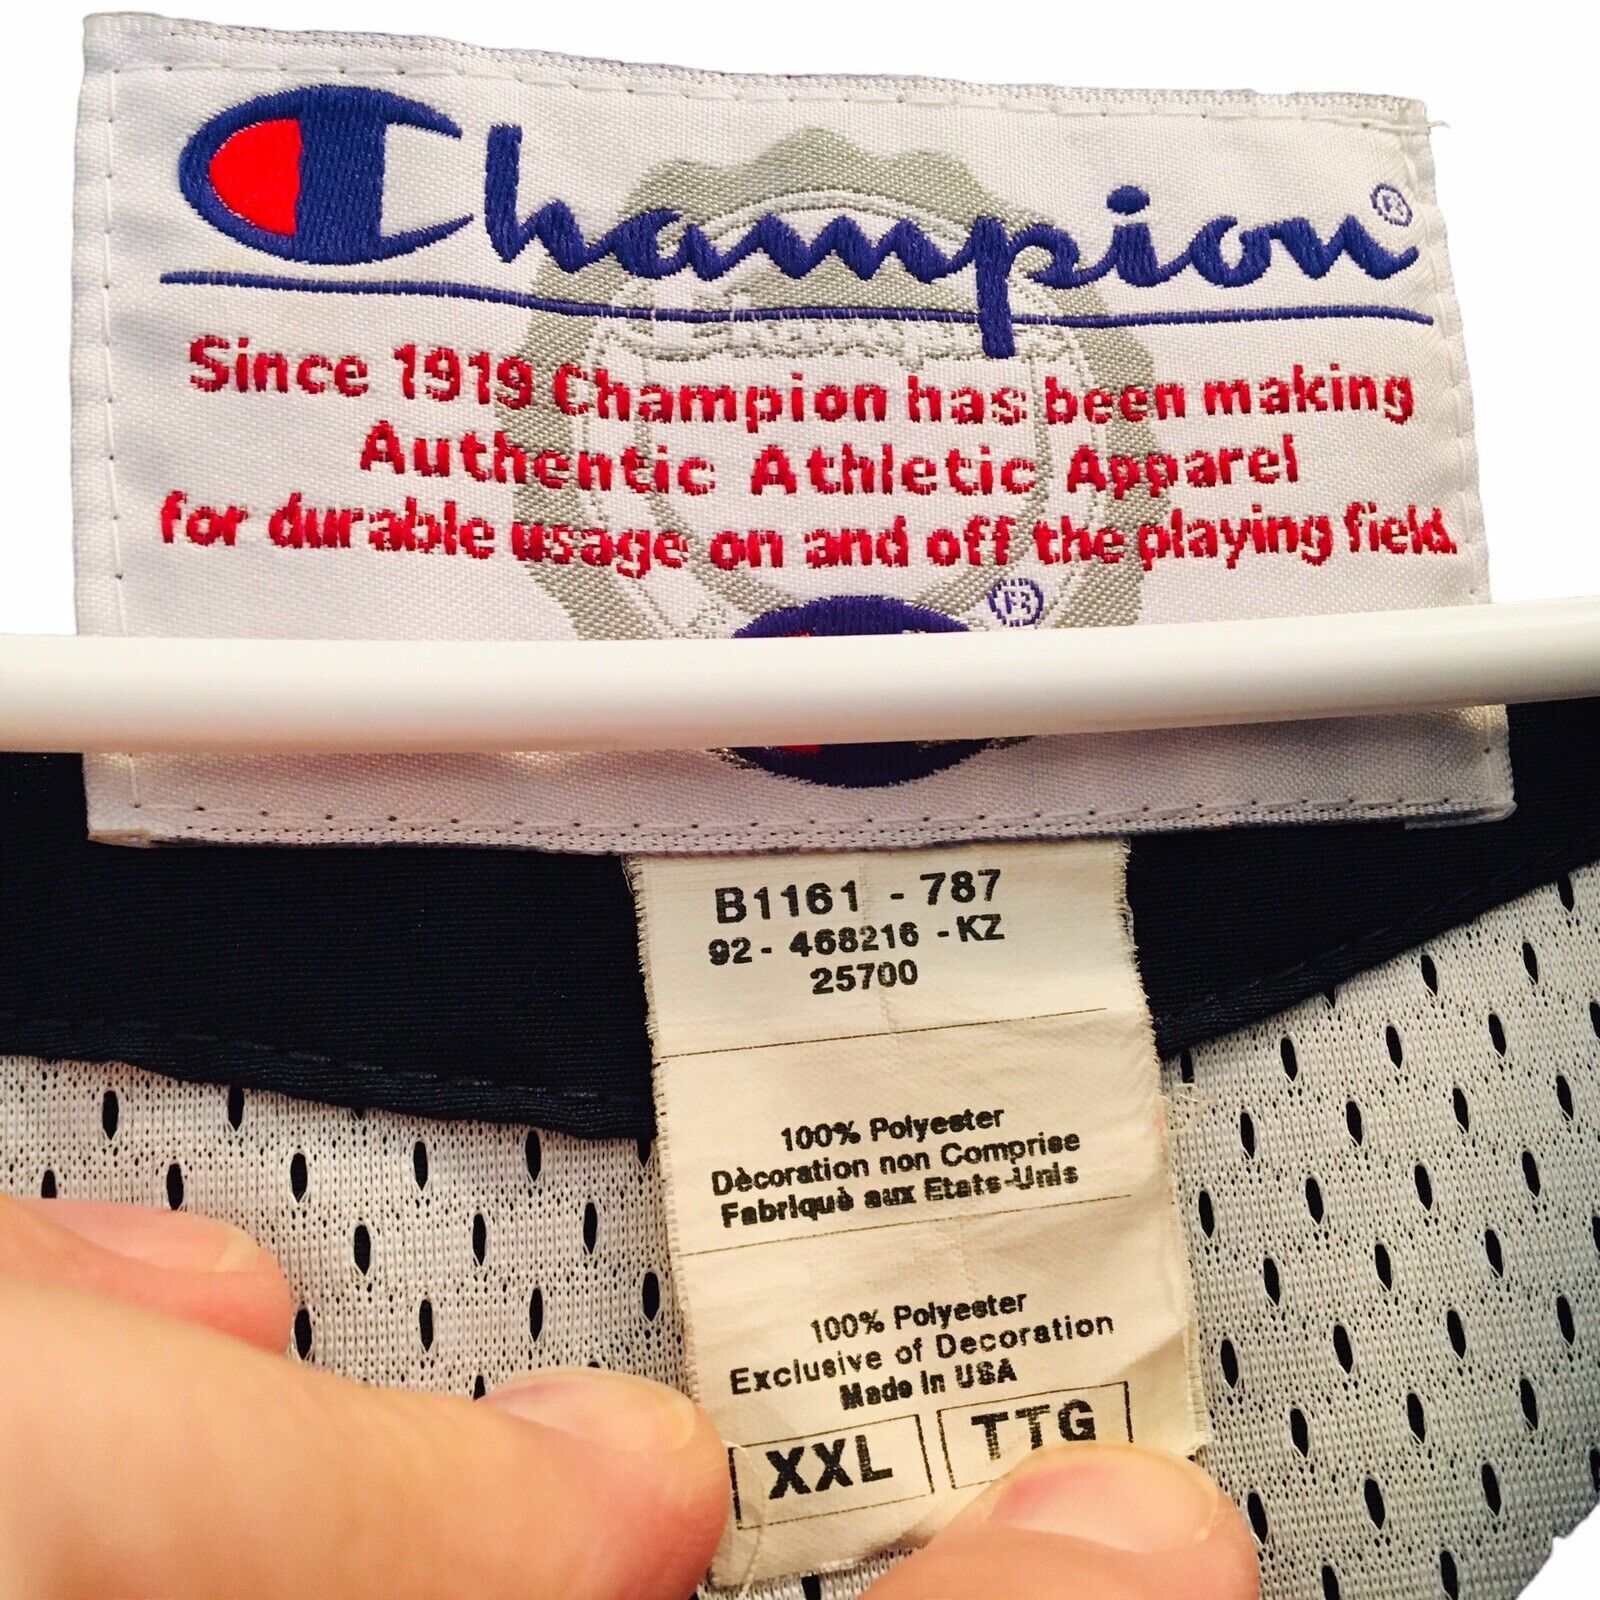 Champion®
Since 1919 Champion has been making
Authentic Athletic Apparel
for durable usage on and off the playing field.
®
B1161 - 787
92 - 468216 - KZ
25700
100% Polyester
Dècoration non Comprise
Fabriquè aux Etats-Unis
100% Polyester
Exclusive of Decoration
Made In USA
XXL TTG